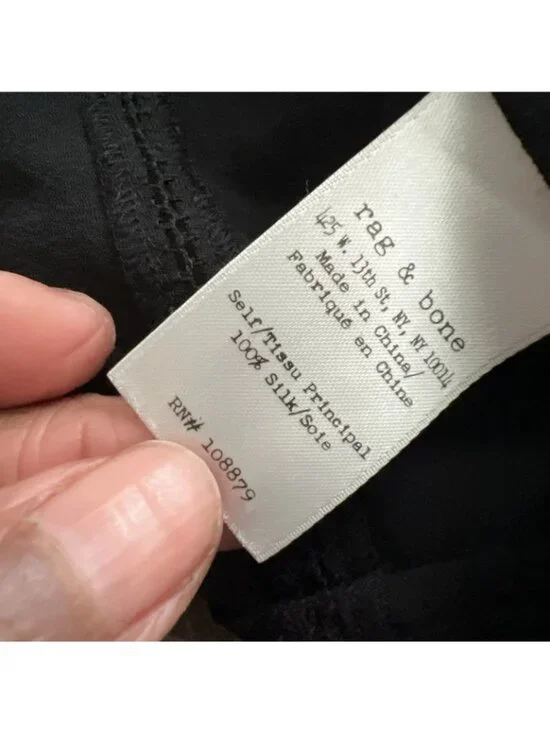 rag & bone
425 W. 13th St, NY, NY 10014
Made in China/
Fabriqué en Chine
Self/Tissu Principal
100% Silk/Soie
RN# 108879